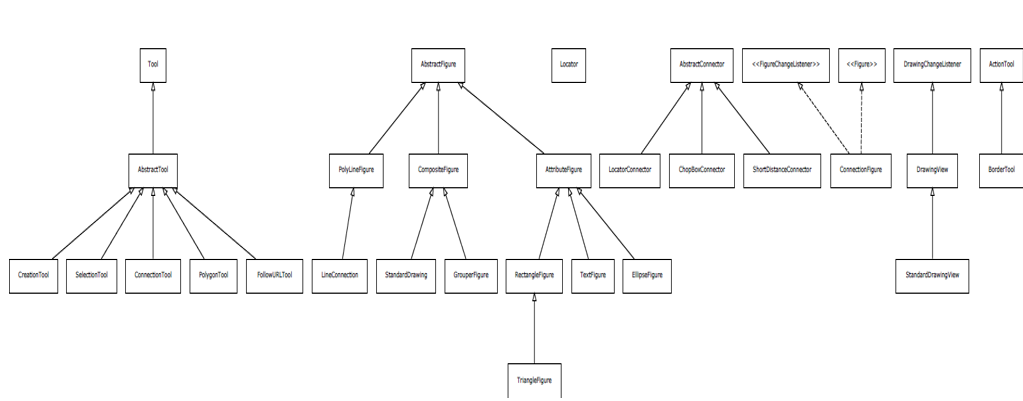 Tool
AbstractFigure
Locator
AbstractConnector
<<FigureChangeListener>>
<<Figure>>
DrawingChangeListener
ActionTool
AbstractTool
PolyLineFigure
CompositeFigure
AttributeFigure
LocatorConnector
ChopBoxConnector
ShortDistanceConnector
ConnectionFigure
DrawingView
BorderTool
CreationTool
SelectionTool
ConnectionTool
PolygonTool
FollowURLTool
LineConnection
StandardDrawing
GrouperFigure
RectangleFigure
TextFigure
EllipseFigure
StandardDrawingView
TriangleFigure